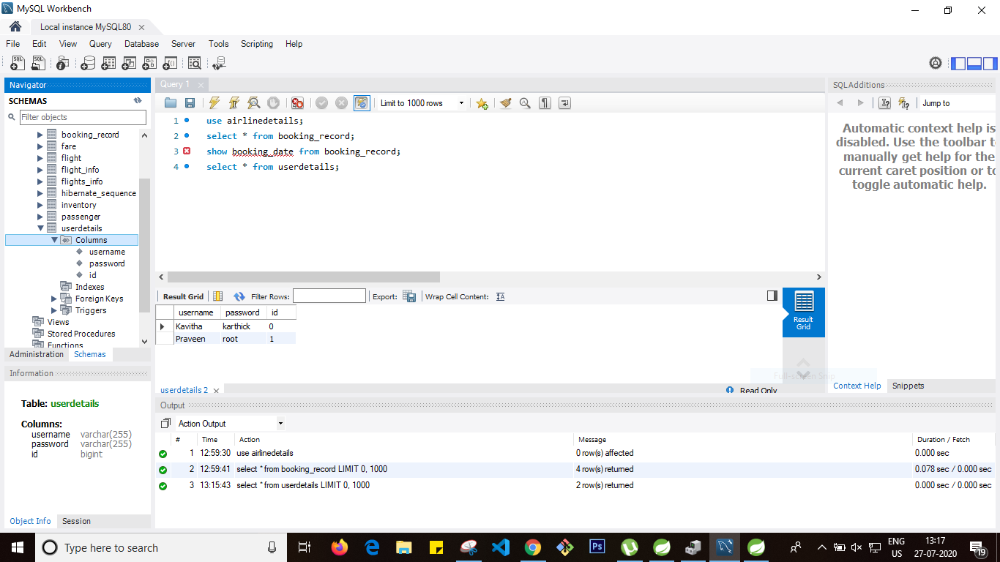 MySQL Workbench
Local instance MySQL80
File Edit View Query Database Server Tools Scripting Help
Navigator
SCHEMAS
Filter objects
booking_record
fare
flight
flight_info
flights_info
hibernate_sequence
inventory
passenger
userdetails
Columns
username
password
id
Indexes
Foreign Keys
Triggers
Views
Stored Procedures
Functions
Administration Schemas
Information
Table: userdetails
Columns:
username varchar(255)
password varchar(255)
id bigint
Object Info Session
Query 1
Limit to 1000 rows
1 use airlinedetails;
2 select * from booking_record;
3 show booking_date from booking_record;
4 select * from userdetails;
Result Grid Filter Rows: Export: Wrap Cell Content:
username password id
Kavitha karthick 0
Praveen root 1
Result
Grid
Full-screen Snip
userdetails 2 Read Only
SQLAdditions
Jump to
Automatic context help is
disabled. Use the toolbar to
manually get help for the
current caret position or to
toggle automatic help.
Context Help Snippets
Output
Action Output
# Time Action Message Duration / Fetch
1 12:59:30 use airlinedetails 0 row(s) affected 0.000 sec
2 12:59:41 select * from booking_record LIMIT 0, 1000 4 row(s) returned 0.078 sec / 0.000 sec
3 13:15:43 select * from userdetails LIMIT 0, 1000 2 row(s) returned 0.000 sec / 0.000 sec
Type here to search
Ps
ENG
US
13:17
27-07-2020
19